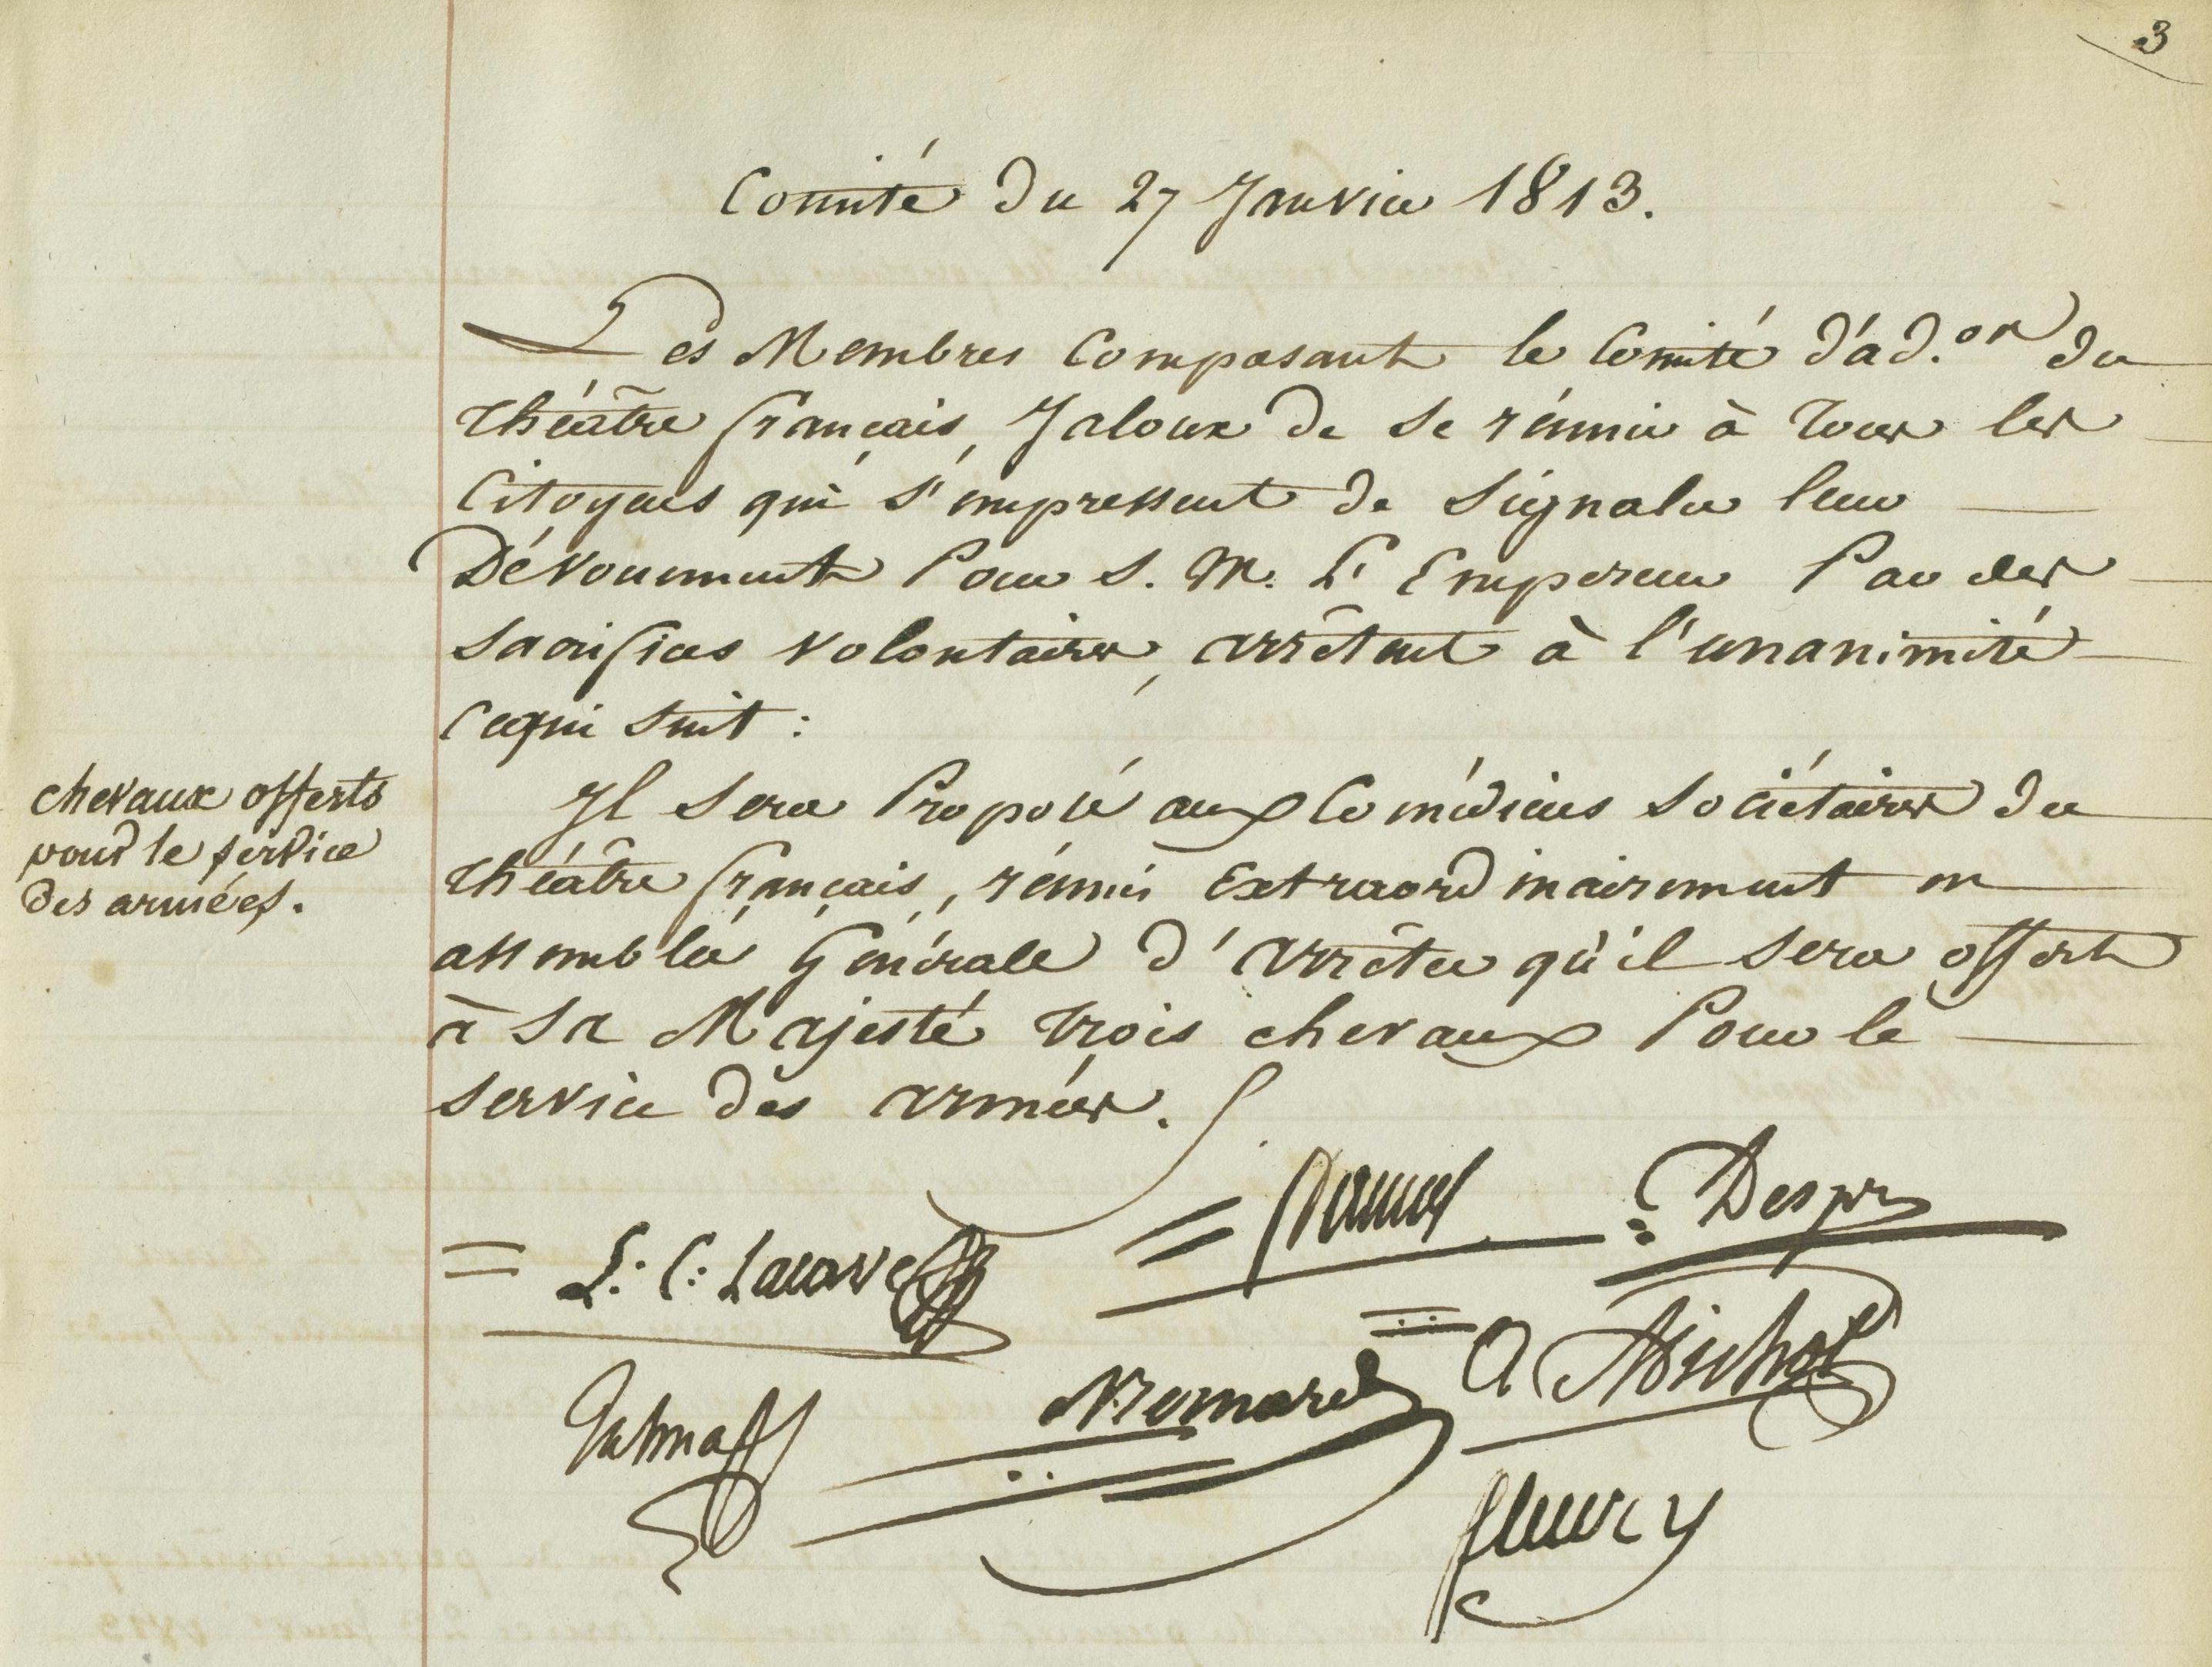 3
Comité du 27 Janvier 1813.
Les Membres Composant le Comité d'ad.on du
théâtre français, Jaloux de se réunir à tous les
Citoyens qui s'empressent de signaler leur
Dévouement Pour S. M. L'Empereur Par des
sacrifices volontaires, arrêtent à l'unanimité
ce qui suit :
chevaux offerts
pour le service
des armées.
Il sera Proposé aux Comédiens sociétaires du
théâtre français, réunis Extraordinairement en
assemblée Générale d'arrêter qu'il sera offert
à Sa Majesté trois chevaux Pour le
service des armées.
Damas
Despr
L. C. Lacave
A Michot
Talma
fleury